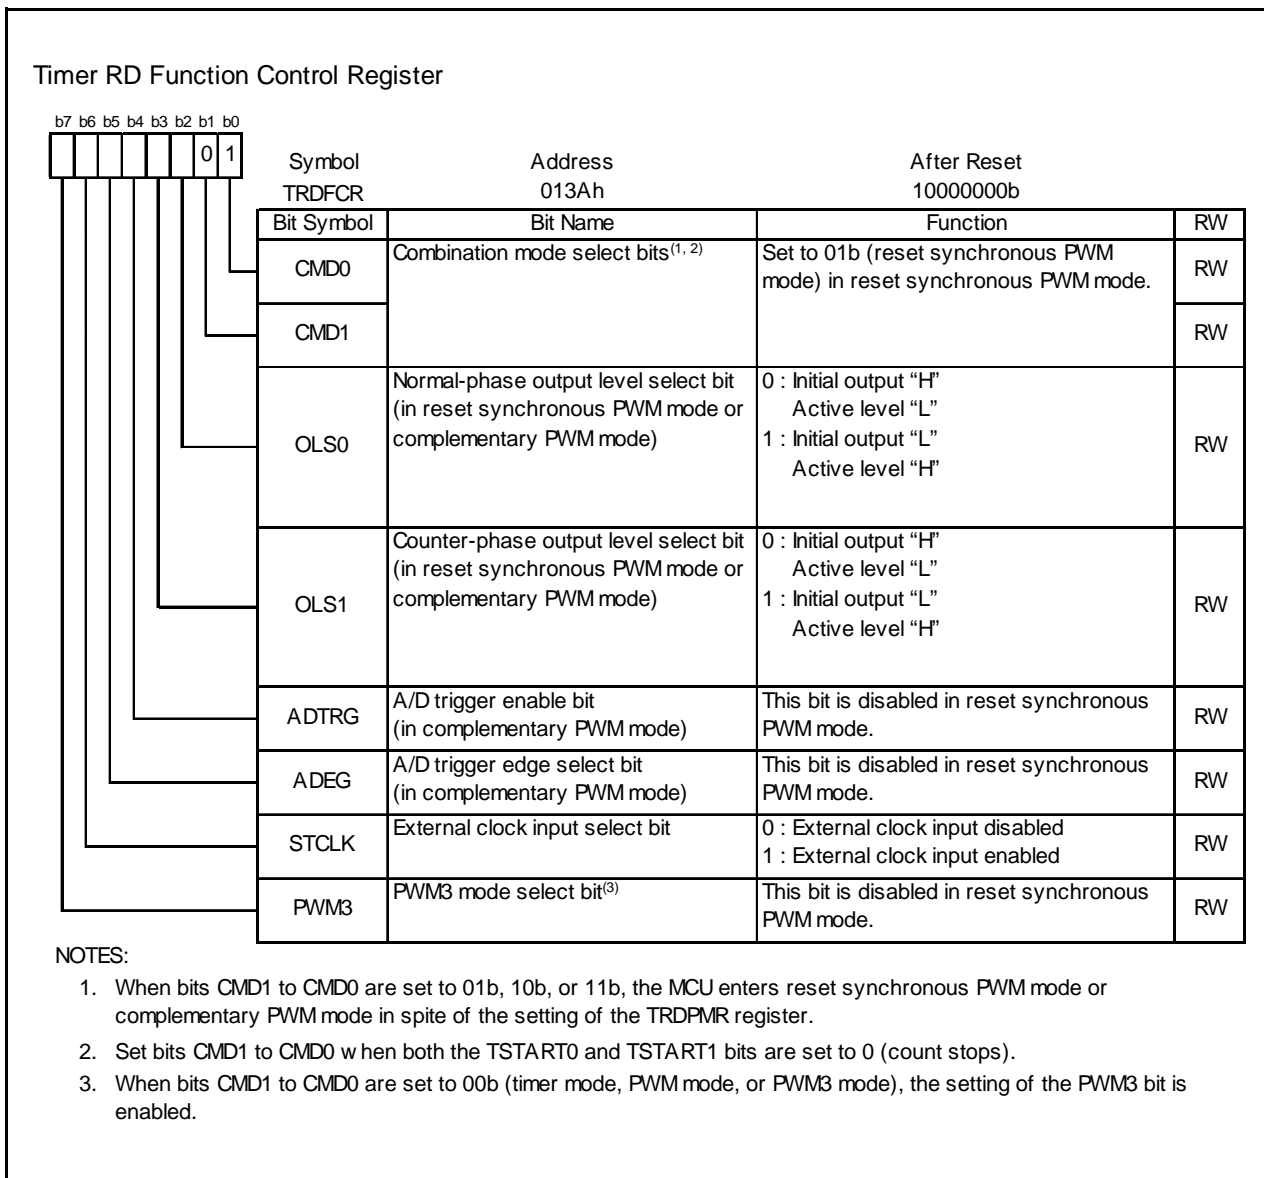 Timer RD Function Control Register
b7 b6 b5 b4 b3 b2 b1 b0
0 1
Symbol Address After Reset
TRDFCR 013Ah 10000000b
Bit Symbol Bit Name Function RW
CMD0 Combination mode select bits(1, 2) Set to 01b (reset synchronous PWM RW
mode) in reset synchronous PWM mode.
CMD1 RW
Normal-phase output level select bit 0 : Initial output “H”
(in reset synchronous PWM mode or Active level “L”
OLS0 complementary PWM mode) 1 : Initial output “L” RW
Active level “H”
Counter-phase output level select bit 0 : Initial output “H”
(in reset synchronous PWM mode or Active level “L”
OLS1 complementary PWM mode) 1 : Initial output “L” RW
Active level “H”
ADTRG A/D trigger enable bit This bit is disabled in reset synchronous RW
(in complementary PWM mode) PWM mode.
ADEG A/D trigger edge select bit This bit is disabled in reset synchronous RW
(in complementary PWM mode) PWM mode.
STCLK External clock input select bit 0 : External clock input disabled RW
1 : External clock input enabled
PWM3 PWM3 mode select bit(3) This bit is disabled in reset synchronous RW
PWM mode.
NOTES:
1. When bits CMD1 to CMD0 are set to 01b, 10b, or 11b, the MCU enters reset synchronous PWM mode or
complementary PWM mode in spite of the setting of the TRDPMR register.
2. Set bits CMD1 to CMD0 when both the TSTART0 and TSTART1 bits are set to 0 (count stops).
3. When bits CMD1 to CMD0 are set to 00b (timer mode, PWM mode, or PWM3 mode), the setting of the PWM3 bit is
enabled.